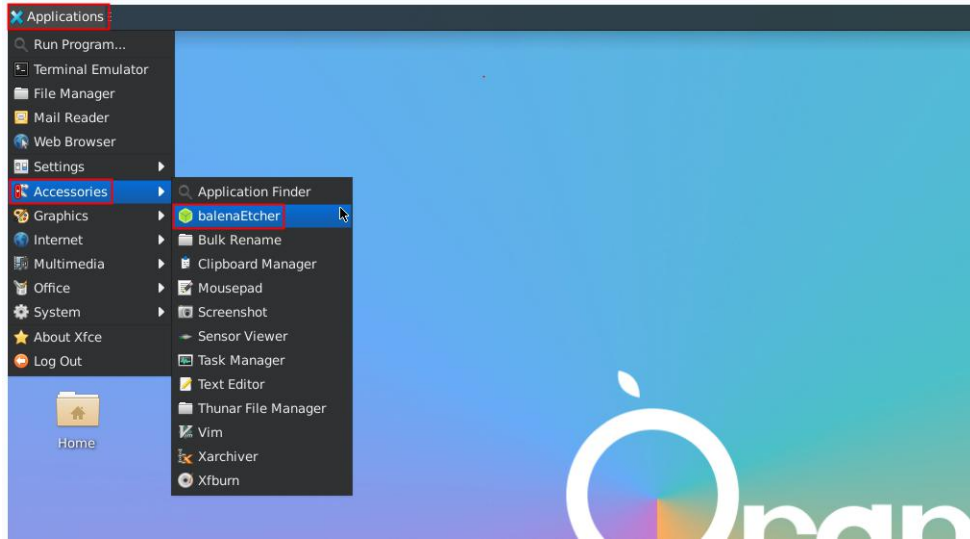 Applications
Run Program...
Terminal Emulator
File Manager
Mail Reader
Web Browser
Settings
Accessories
Graphics
Internet
Multimedia
Office
System
About Xfce
Log Out
Application Finder
balenaEtcher
Bulk Rename
Clipboard Manager
Mousepad
Screenshot
Sensor Viewer
Task Manager
Text Editor
Thunar File Manager
Vim
Xarchiver
Xfburn
Home
Oran